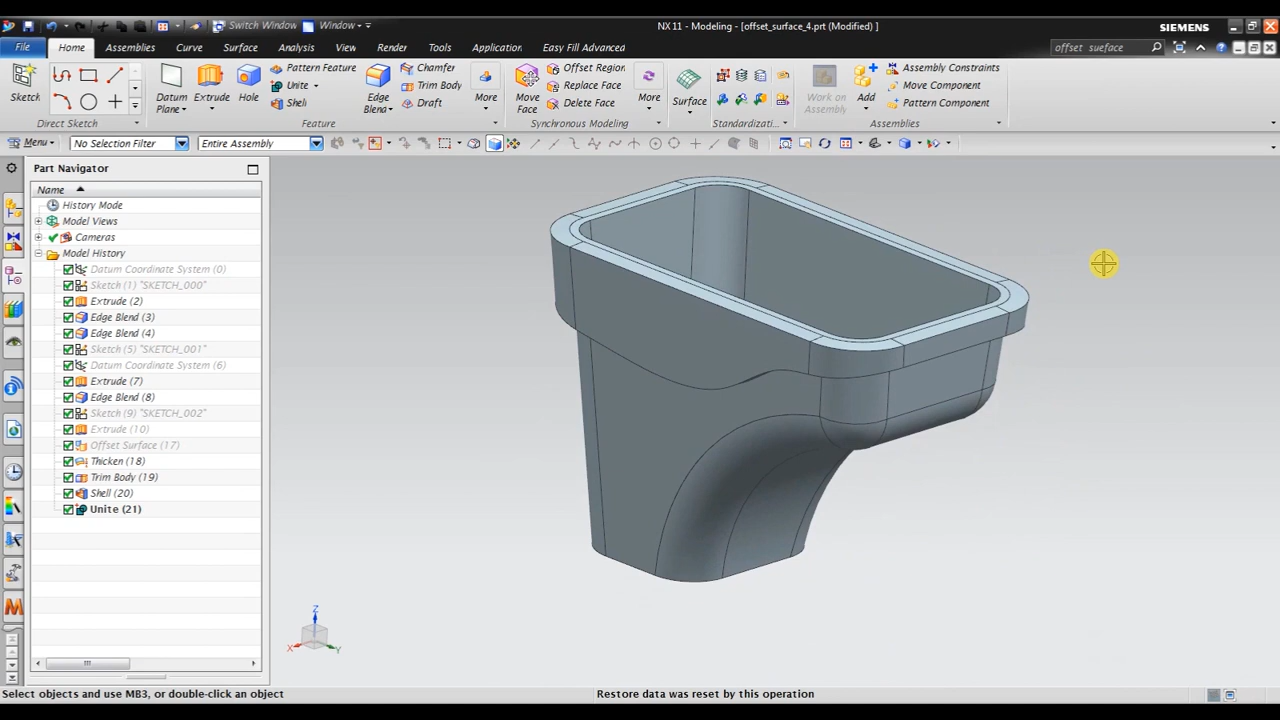 Switch Window Window NX 11 - Modeling - [offset_surface_4.prt (Modified) ] SIEMENS
File Home Assemblies Curve Surface Analysis View Render Tools Application Easy Fill Advanced offset sueface
Sketch
Direct Sketch
Datum Plane
Extrude
Hole
Pattern Feature
Unite
Shell
Edge Blend
Chamfer
Trim Body
Draft
More
Feature
Move Face
Offset Region
Replace Face
Delete Face
More
Synchronous Modeling
Surface
Standardizati...
Work on Assembly
Add
Assembly Constraints
Move Component
Pattern Component
Assemblies
Menu No Selection Filter Entire Assembly
Part Navigator
Name
History Mode
Model Views
Cameras
Model History
Datum Coordinate System (0)
Sketch (1) "SKETCH_000"
Extrude (2)
Edge Blend (3)
Edge Blend (4)
Sketch (5) "SKETCH_001"
Datum Coordinate System (6)
Extrude (7)
Edge Blend (8)
Sketch (9) "SKETCH_002"
Extrude (10)
Offset Surface (17)
Thicken (18)
Trim Body (19)
Shell (20)
Unite (21)
Z
X
Y
Select objects and use MB3, or double-click an object Restore data was reset by this operation